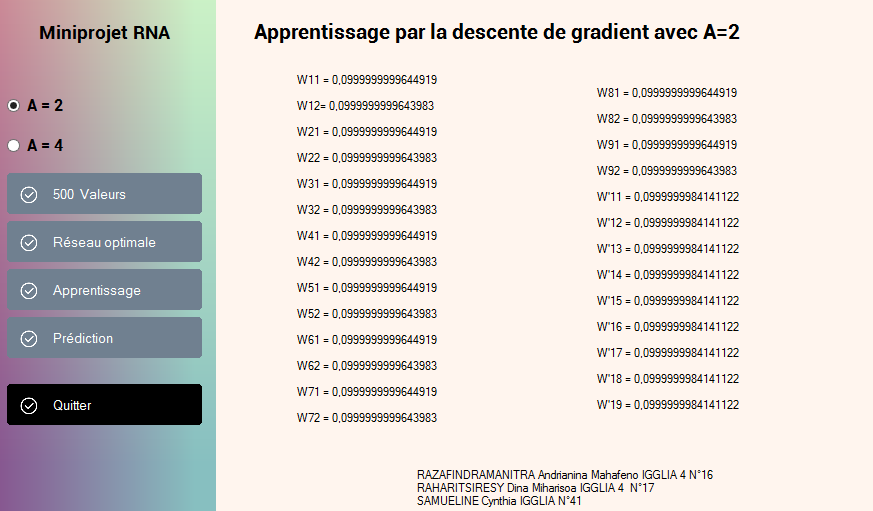 Miniprojet RNA
A = 2
A = 4
500 Valeurs
Réseau optimale
Apprentissage
Prédiction
Quitter
Apprentissage par la descente de gradient avec A=2
W11 = 0,0999999999644919
W12= 0,0999999999643983
W21 = 0,0999999999644919
W22 = 0,0999999999643983
W31 = 0,0999999999644919
W32 = 0,0999999999643983
W41 = 0,0999999999644919
W42 = 0,0999999999643983
W51 = 0,0999999999644919
W52 = 0,0999999999643983
W61 = 0,0999999999644919
W62 = 0,0999999999643983
W71 = 0,0999999999644919
W72 = 0,0999999999643983
W81 = 0,0999999999644919
W82 = 0,0999999999643983
W91 = 0,0999999999644919
W92 = 0,0999999999643983
W'11 = 0,0999999984141122
W'12 = 0,0999999984141122
W'13 = 0,0999999984141122
W'14 = 0,0999999984141122
W'15 = 0,0999999984141122
W'16 = 0,0999999984141122
W'17 = 0,0999999984141122
W'18 = 0,0999999984141122
W'19 = 0,0999999984141122
RAZAFINDRAMANITRA Andrianina Mahafeno IGGLIA 4 N°16
RAHARITSIRESY Dina Miharisoa IGGLIA 4 N°17
SAMUELINE Cynthia IGGLIA N°41